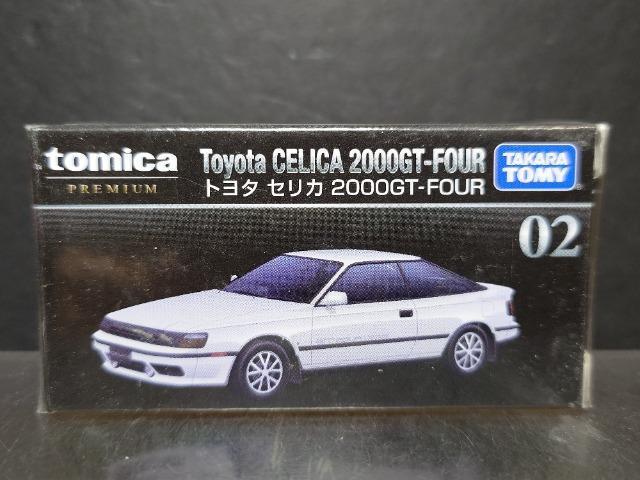 tomica
PREMIUM
Toyota CELICA 2000GT-FOUR
トヨタ セリカ 2000GT-FOUR
TAKARA
TOMY
02